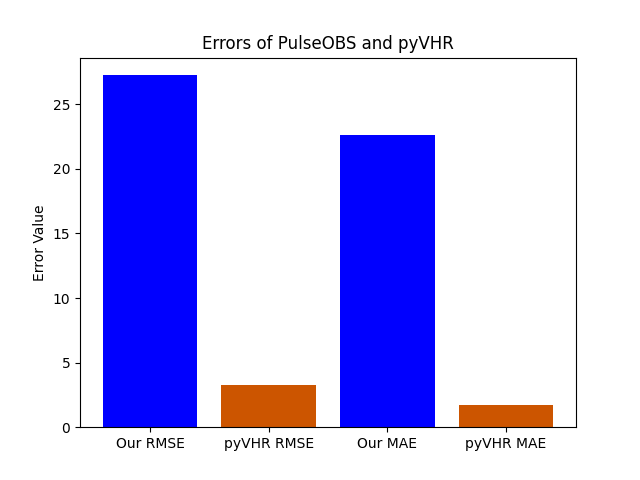 Errors of PulseOBS and pyVHR
Error Value
25
20
15
10
5
0
Our RMSE
pyVHR RMSE
Our MAE
pyVHR MAE